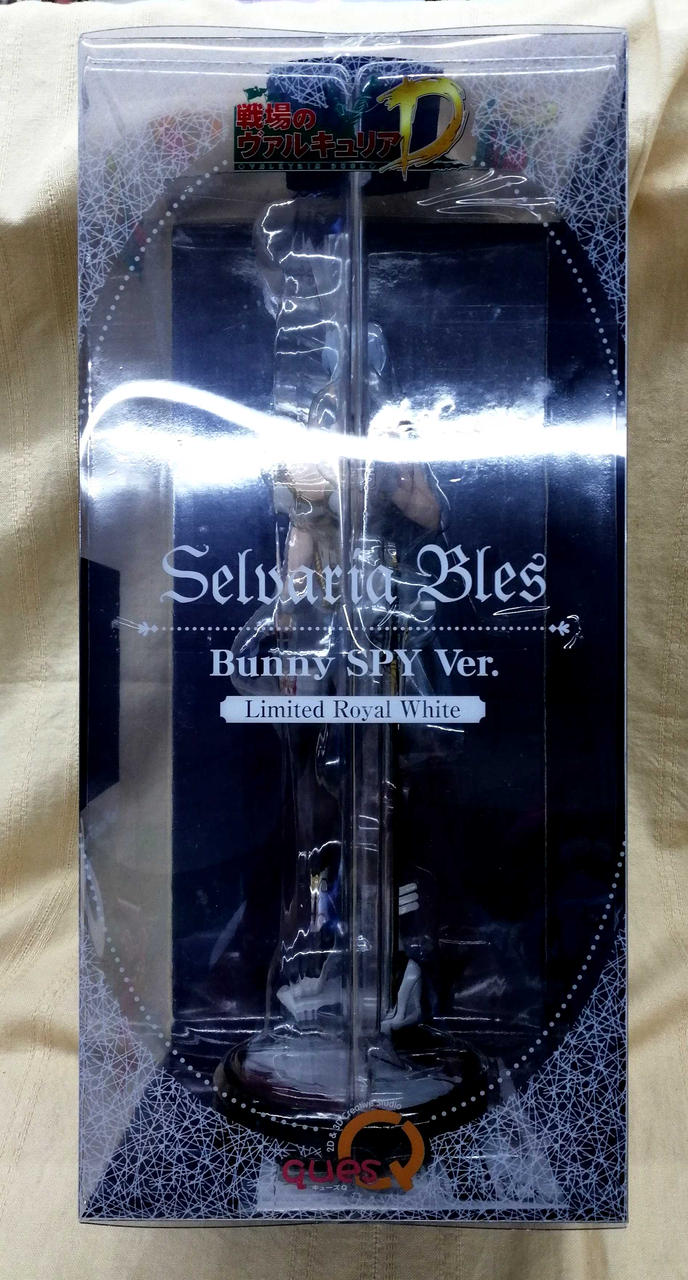 戦場の
ヴァルキュリアD
Selvaria Bles
Bunny SPY Ver.
Limited Royal White
2D & 3D Creative Studio
quesQ
キューズQ